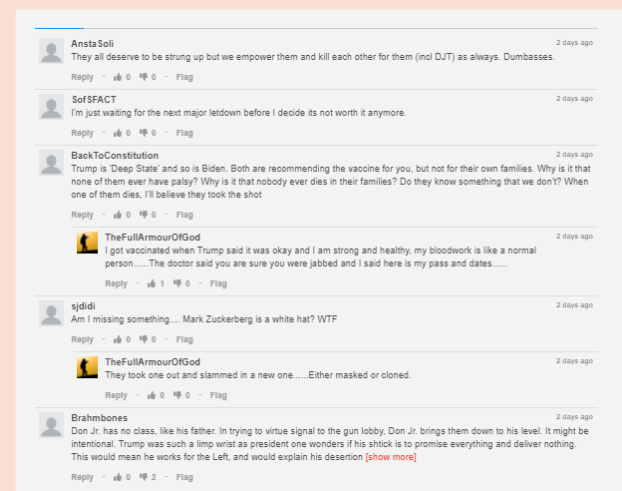 AnstaSoli 2 days ago
They all deserve to be strung up but we empower them and kill each other for them (incl DJT) as always. Dumbasses.
Reply · 0 0 · Flag
SofSFACT 2 days ago
I'm just waiting for the next major letdown before I decide its not worth it anymore.
Reply · 0 0 · Flag
BackToConstitution 2 days ago
Trump is 'Deep State' and so is Biden. Both are recommending the vaccine for you, but not for their own families. Why is it that
none of them ever have palsy? Why is it that nobody ever dies in their families? Do they know something that we don't? When
one of them dies, I'll believe they took the shot
Reply · 0 0 · Flag
TheFullArmourOfGod 2 days ago
I got vaccinated when Trump said it was okay and I am strong and healthy, my bloodwork is like a normal
person.....The doctor said you are sure you were jabbed and I said here is my pass and dates......
Reply · 1 0 · Flag
sjdidi 2 days ago
Am I missing something.... Mark Zuckerberg is a white hat? WTF
Reply · 0 0 · Flag
TheFullArmourOfGod 2 days ago
They took one out and slammed in a new one......Either masked or cloned.
Reply · 0 0 · Flag
Brahmbones 2 days ago
Don Jr. has no class, like his father. In trying to virtue signal to the gun lobby, Don Jr. brings them down to his level. It might be
intentional. Trump was such a limp wrist as president one wonders if his shtick is to promise everything and deliver nothing.
This would mean he works for the Left, and would explain his desertion [show more]
Reply · 0 2 · Flag